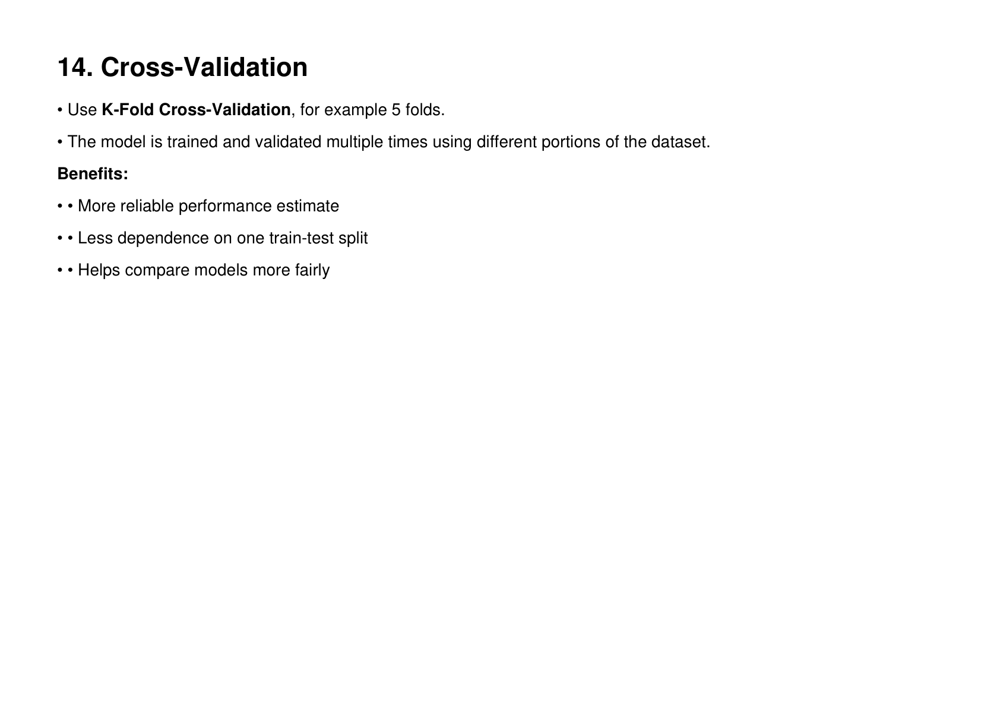 14. Cross-Validation
• Use K-Fold Cross-Validation, for example 5 folds.
• The model is trained and validated multiple times using different portions of the dataset.
Benefits:
• • More reliable performance estimate
• • Less dependence on one train-test split
• • Helps compare models more fairly